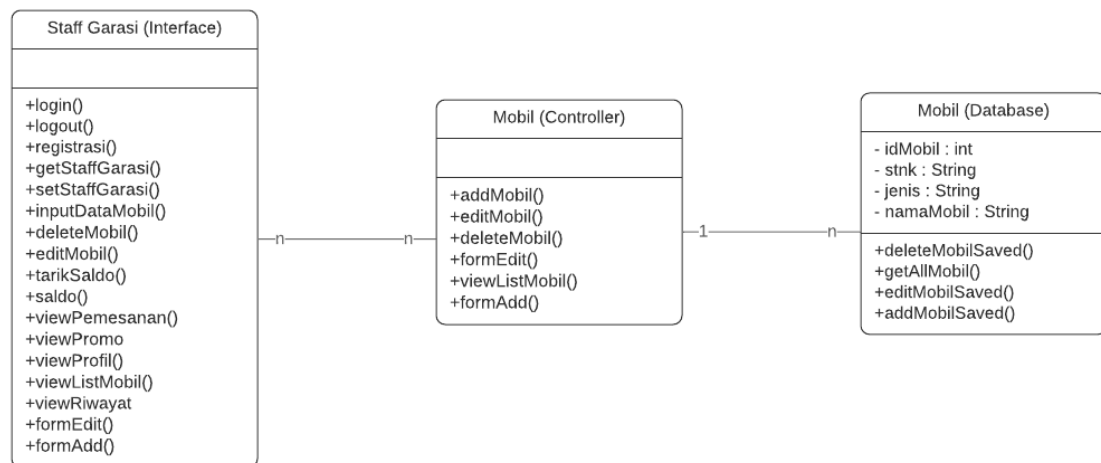 Staff Garasi (Interface)
+login()
+logout()
+registrasi()
+getStaffGarasi()
+setStaffGarasi()
+inputDataMobil()
+deleteMobil()
+editMobil()
+tarikSaldo()
+saldo()
+viewPemesanan()
+viewPromo
+viewProfil()
+viewListMobil()
+viewRiwayat
+formEdit()
+formAdd()
n
n
Mobil (Controller)
+addMobil()
+editMobil()
+deleteMobil()
+formEdit()
+viewListMobil()
+formAdd()
1
n
Mobil (Database)
- idMobil : int
- stnk : String
- jenis : String
- namaMobil : String
+deleteMobilSaved()
+getAllMobil()
+editMobilSaved()
+addMobilSaved()